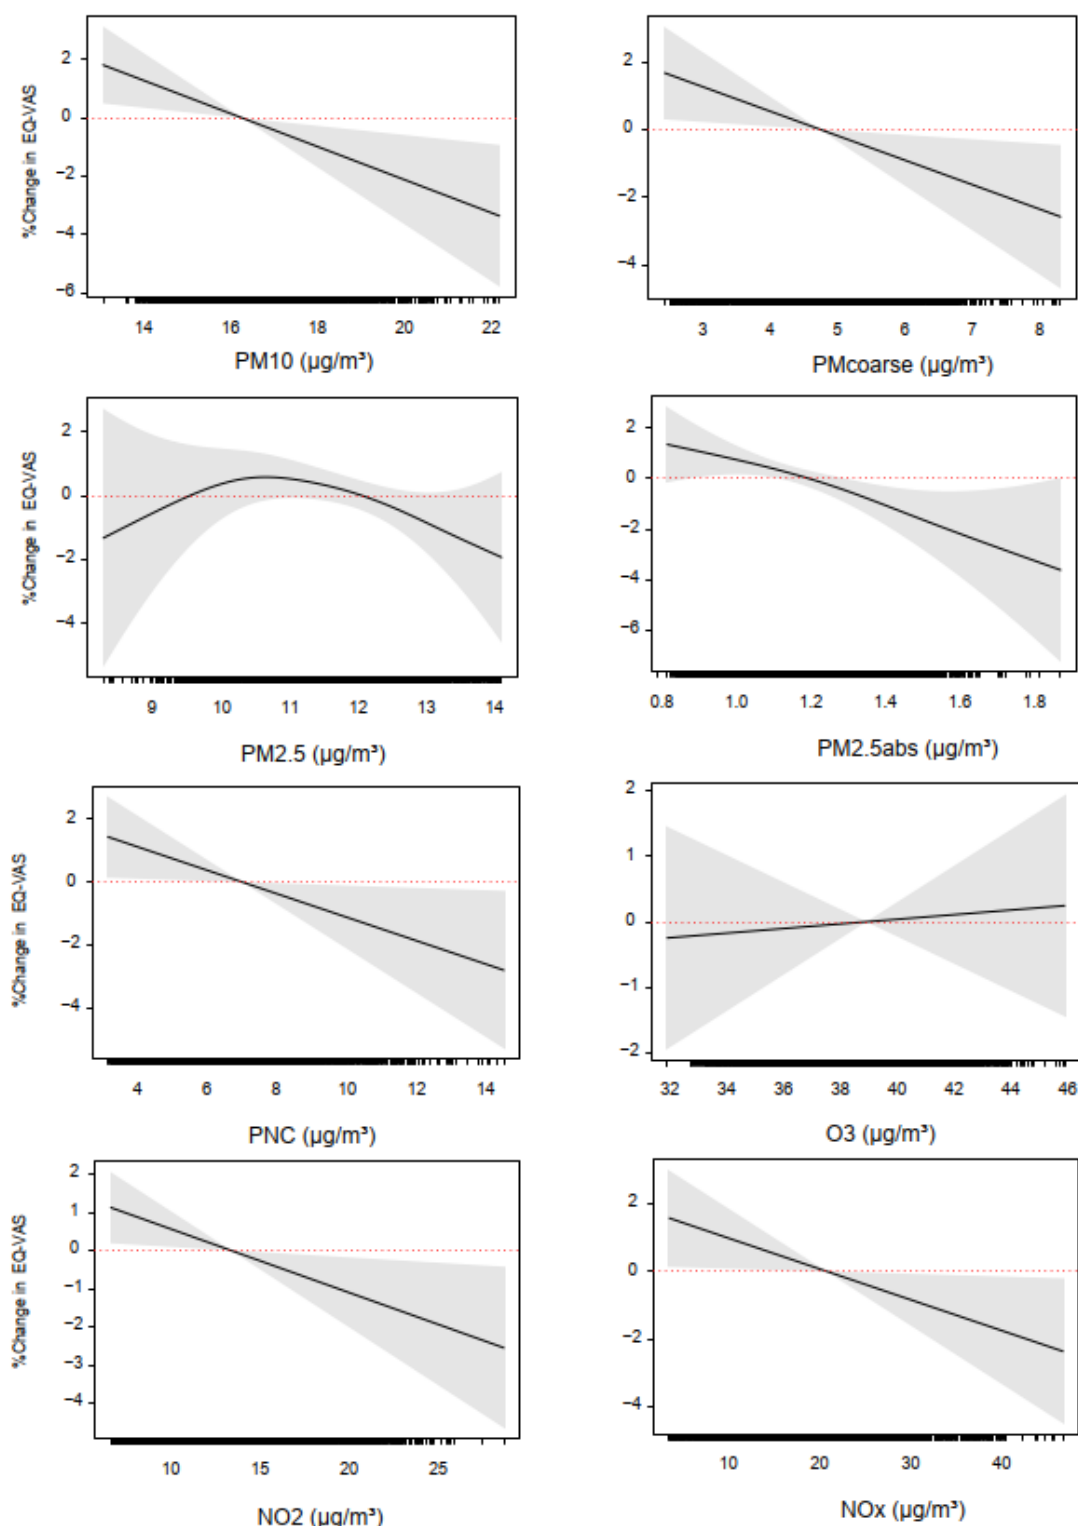 %Change in EQ-VAS
2
0
−2
−4
−6
14 16 18 20 22
PM10 (µg/m³)
2
0
−2
−4
3 4 5 6 7 8
PMcoarse (µg/m³)
%Change in EQ-VAS
2
0
−2
−4
9 10 11 12 13 14
PM2.5 (µg/m³)
2
0
−2
−4
−6
0.8 1.0 1.2 1.4 1.6 1.8
PM2.5abs (µg/m³)
%Change in EQ-VAS
2
0
−2
−4
4 6 8 10 12 14
PNC (µg/m³)
2
1
0
−1
−2
32 34 36 38 40 42 44 46
O3 (µg/m³)
%Change in EQ-VAS
2
1
0
−1
−2
−3
−4
10 15 20 25
NO2 (µg/m³)
2
0
−2
−4
10 20 30 40
NOx (µg/m³)